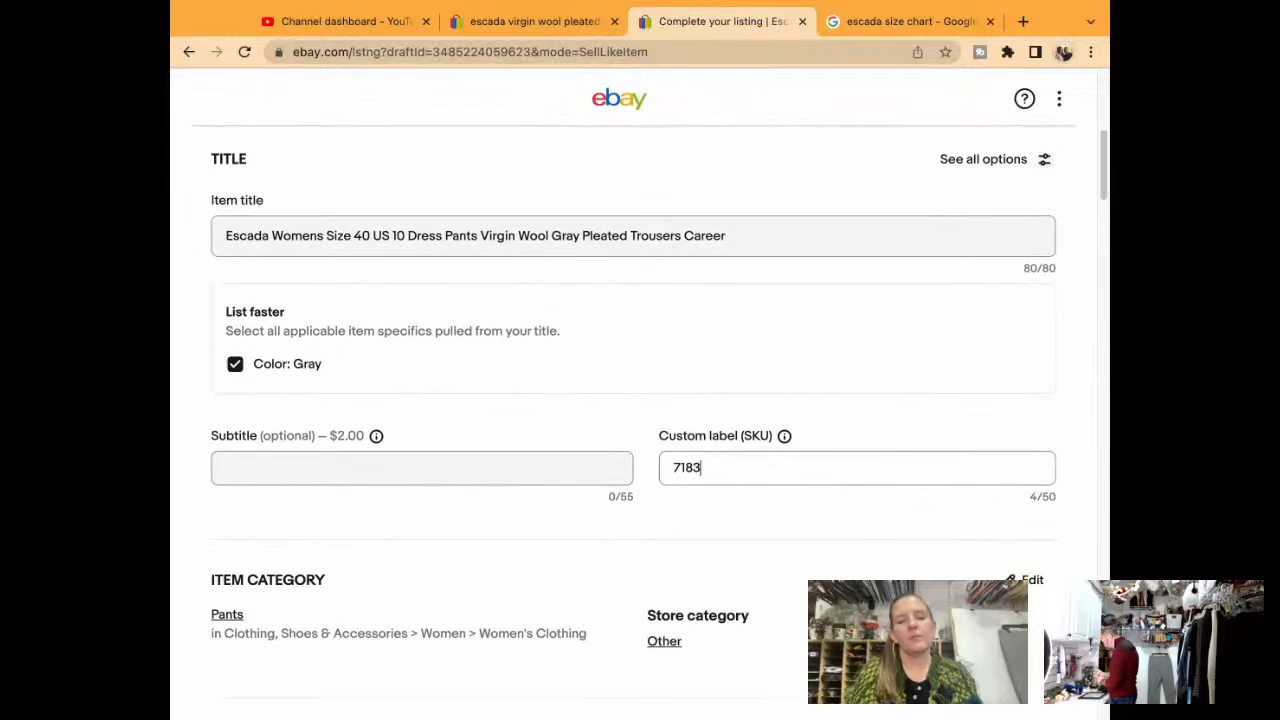 Channel dashboard - YouTu
escada virgin wool pleated
Complete your listing | Esc
escada size chart - Google
ebay.com/lstng?draftId=3485224059623&mode=SellLikeItem
ebay
TITLE
See all options
Item title
Escada Womens Size 40 US 10 Dress Pants Virgin Wool Gray Pleated Trousers Career
80/80
List faster
Select all applicable item specifics pulled from your title.
Color: Gray
Subtitle (optional) – $2.00
Custom label (SKU)
7183
0/55
4/50
ITEM CATEGORY
Edit
Pants
in Clothing, Shoes & Accessories > Women > Women's Clothing
Store category
Other